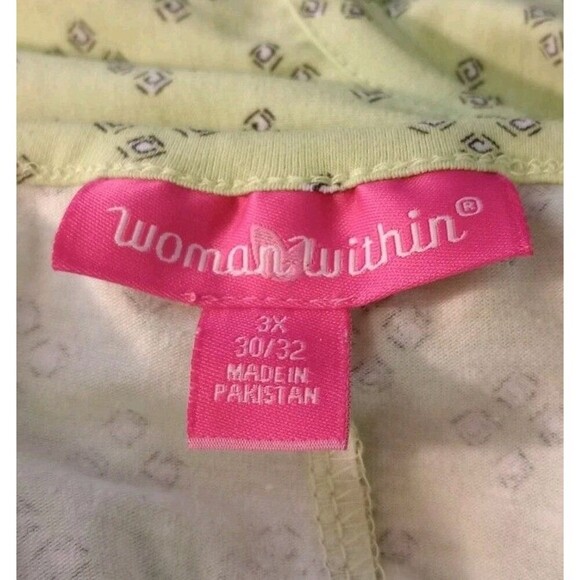 woman within®
3X
30/32
MADE IN
PAKISTAN